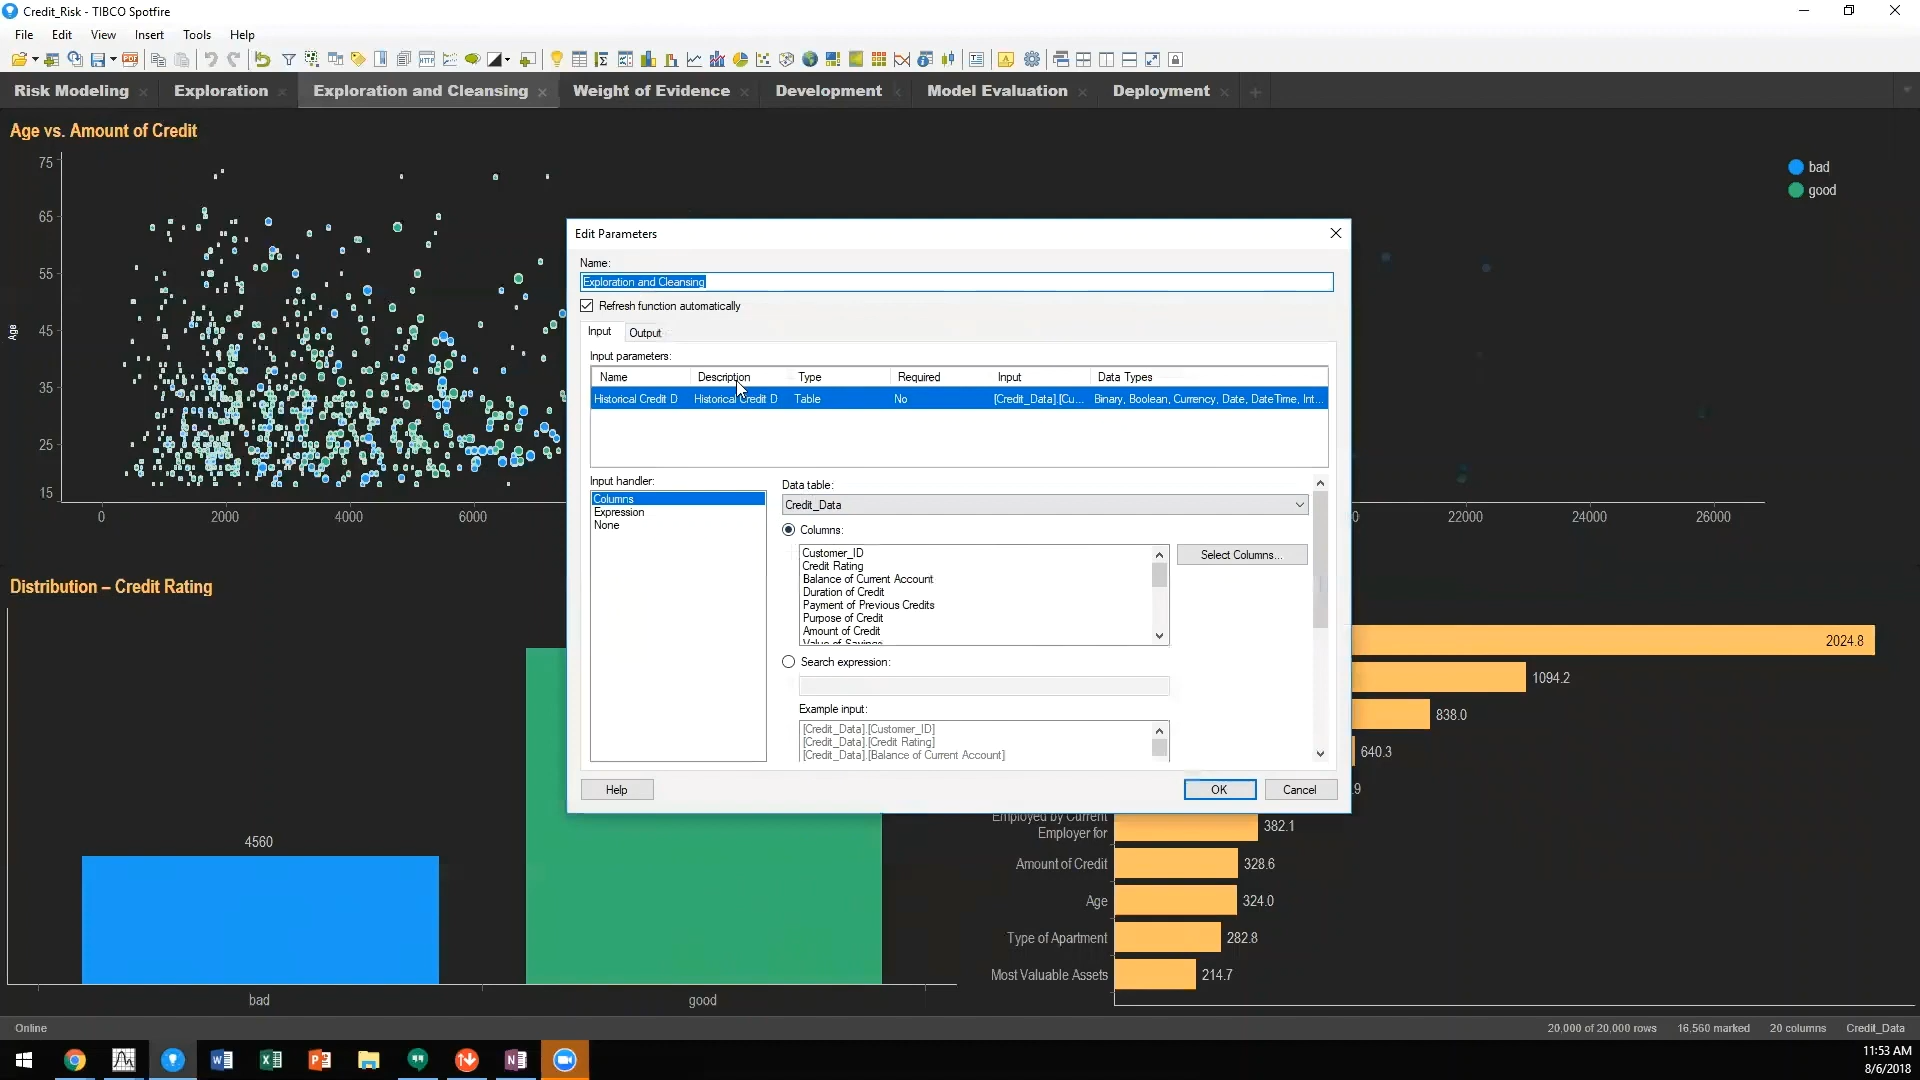 Credit_Risk - TIBCO Spotfire
File Edit View Insert Tools Help
Risk Modeling Exploration Exploration and Cleansing Weight of Evidence Development Model Evaluation Deployment
Age vs. Amount of Credit
75
65
55
45
35
25
15
Age
0 2000 4000 6000
0 22000 24000 26000
bad
good
Edit Parameters
Name:
Exploration and Cleansing
Refresh function automatically
Input Output
Input parameters:
Name Description Type Required Input Data Types
Historical Credit D Historical Credit D Table No [Credit_Data].[Cu... Binary, Boolean, Currency, Date, DateTime, Int...
Input handler:
Columns
Expression
None
Data table:
Credit_Data
Columns:
Customer_ID
Credit Rating
Balance of Current Account
Duration of Credit
Payment of Previous Credits
Purpose of Credit
Amount of Credit
Value of Savings
Select Columns...
Search expression:
Example input:
[Credit_Data].[Customer_ID]
[Credit_Data].[Credit Rating]
[Credit_Data].[Balance of Current Account]
Help OK Cancel
Distribution – Credit Rating
4560
bad good
2024.8
1094.2
838.0
640.3
.9
Employed by Current
Employer for 382.1
Amount of Credit 328.6
Age 324.0
Type of Apartment 282.8
Most Valuable Assets 214.7
Online 20,000 of 20,000 rows 16,560 marked 20 columns Credit_Data
11:53 AM
8/6/2018